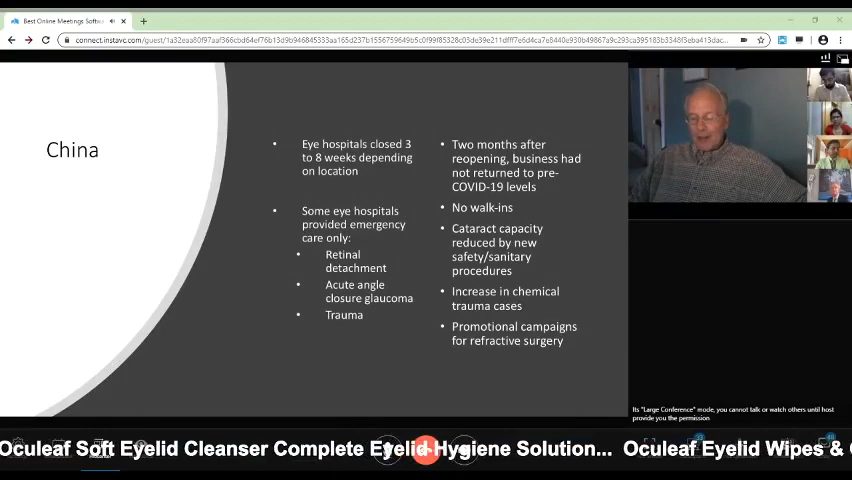 Best Online Meetings Softwa
connect.instavc.com/guest/
China
Eye hospitals closed 3
to 8 weeks depending
on location
Some eye hospitals
provided emergency
care only:
Retinal
detachment
Acute angle
closure glaucoma
Trauma
Two months after
reopening, business had
not returned to pre-
COVID-19 levels
No walk-ins
Cataract capacity
reduced by new
safety/sanitary
procedures
Increase in chemical
trauma cases
Promotional campaigns
for refractive surgery
Its "Large Conference" mode, you cannot talk or watch others until host
provide you the permission
Oculeaf Soft Eyelid Cleanser Complete Eyelid Hygiene Solution... Oculeaf Eyelid Wipes &